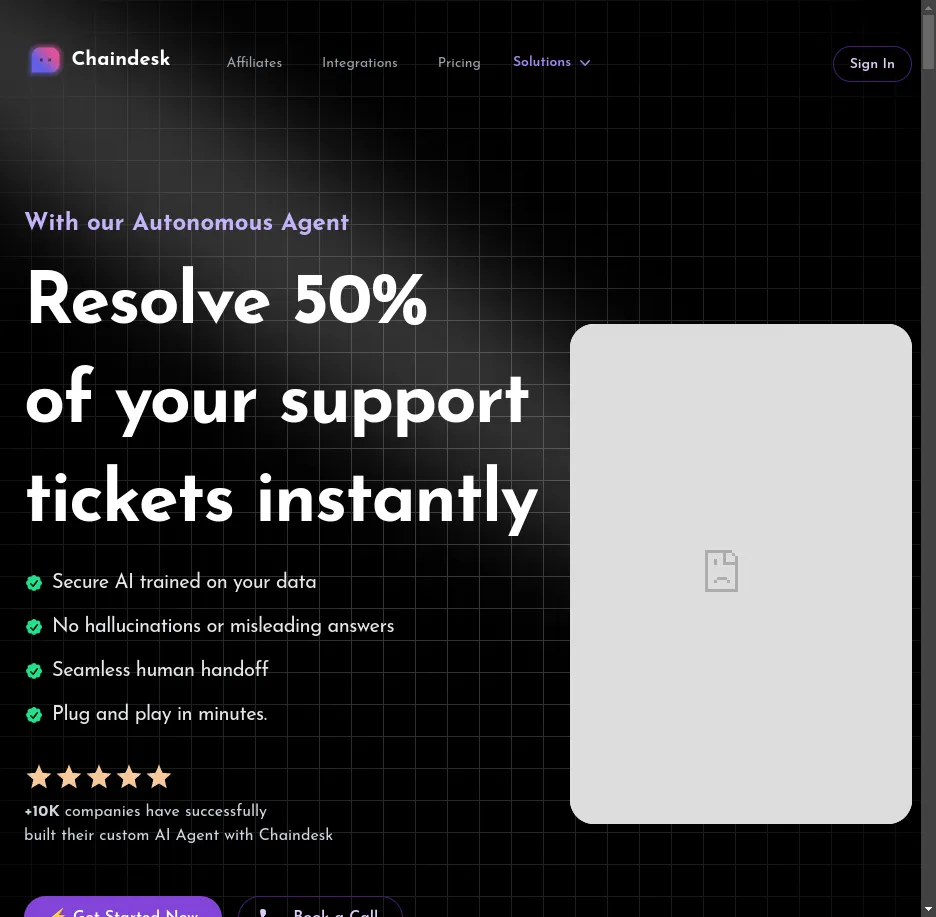 Chaindesk
Affiliates
Integrations
Pricing
Solutions
Sign In
With our Autonomous Agent
Resolve 50%
of your support
tickets instantly
Secure AI trained on your data
No hallucinations or misleading answers
Seamless human handoff
Plug and play in minutes.
+10K companies have successfully
built their custom AI Agent with Chaindesk
⚡ Get Started Now
Book a Call